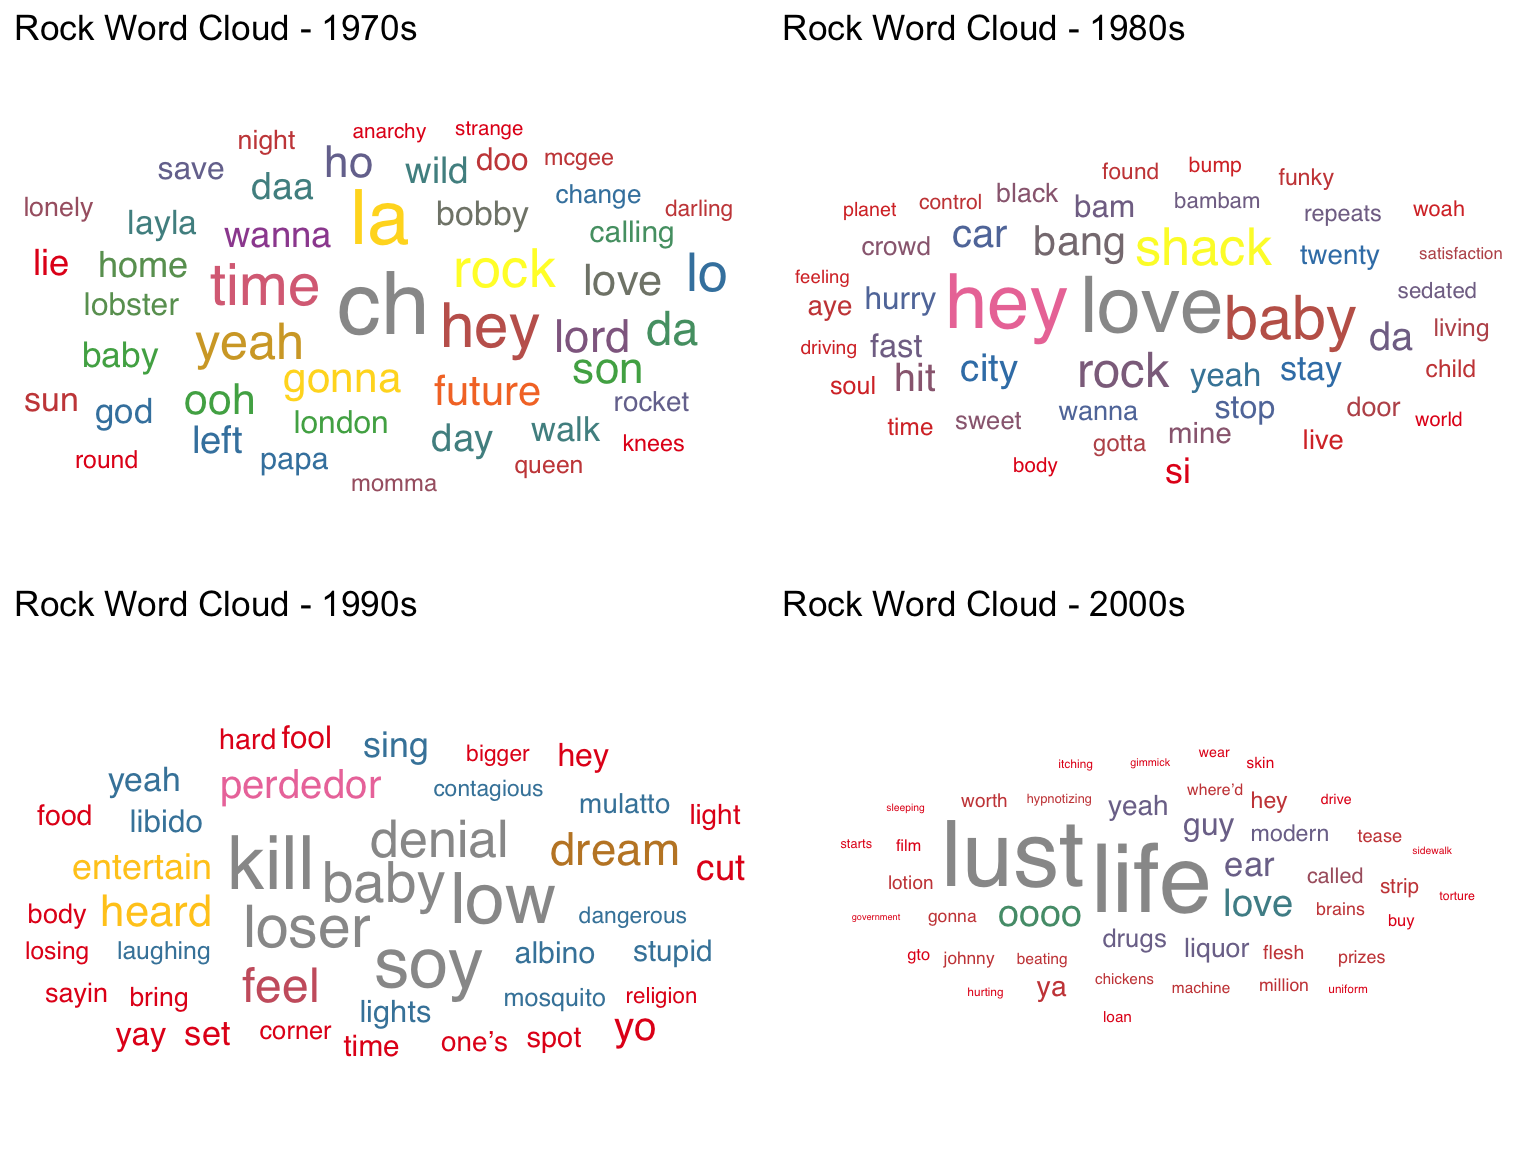 Rock Word Cloud - 1970s
night anarchy strange
save daa ho wild doo mcgee
lonely layla wanna la bobby change darling
calling
lie home time ch rock love lo
lobster yeah hey lord da
baby gonna future son
sun god ooh london day walk rocket
round left papa queen knees
momma
Rock Word Cloud - 1980s
found bump funky
planet control black bam bambam repeats woah
crowd car bang shack twenty satisfaction
feeling aye hurry hey love baby sedated
driving fast da living
soul hit city rock yeah stay child
time sweet wanna stop door world
gotta mine live
body si
Rock Word Cloud - 1990s
hard fool sing bigger hey
yeah perdedor contagious mulatto
food libido denial light
entertain kill baby dream cut
body heard loser low dangerous
losing laughing soy albino stupid
sayin bring feel lights mosquito religion
yay set corner time one's spot yo
Rock Word Cloud - 2000s
itching gimmick wear skin
sleeping worth hypnotizing yeah where'd hey drive
starts film guy modern tease sidewalk
lotion lust life ear called strip torture
government gonna oooo love brains buy
gto johnny beating drugs liquor flesh prizes
hurting ya chickens machine million uniform
loan